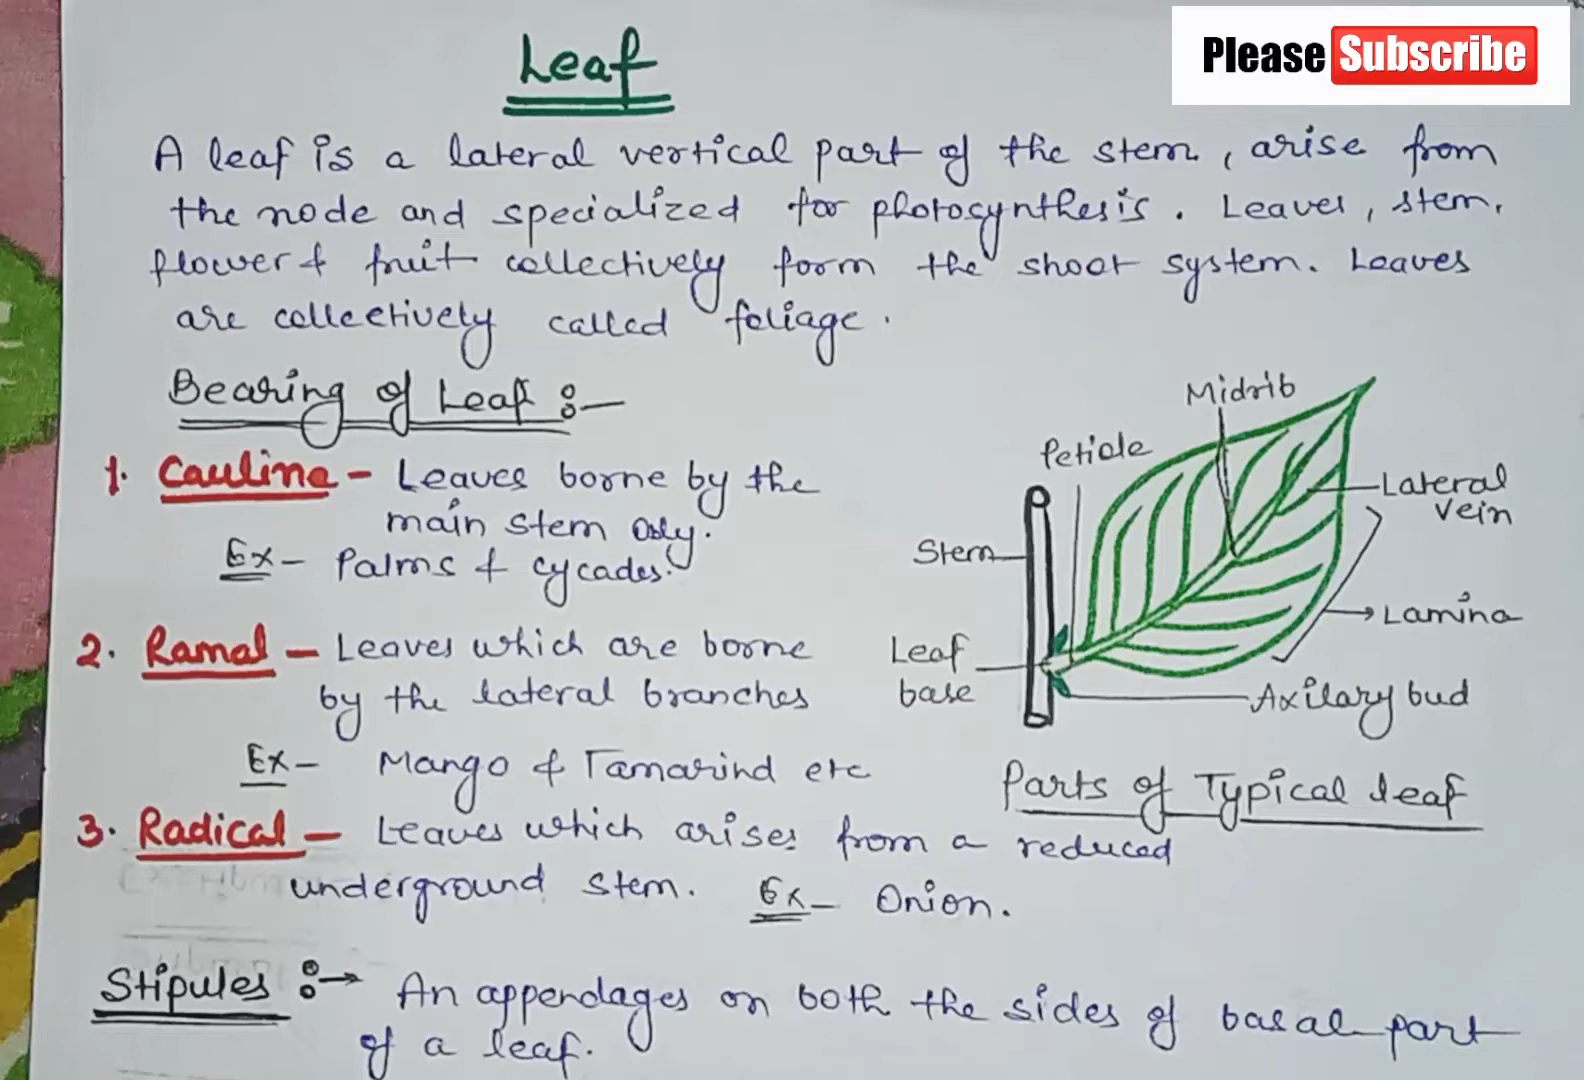 Please Subscribe
Leaf
A leaf is a lateral vertical part of the stem, arise from
the node and specialized for photosynthesis. Leaves, stem,
flower & fruit collectively form the shoot system. Leaves
are collectively called foliage.
Bearing of Leaf :-
1. Caulina - Leaves borne by the
main stem only.
Ex - Palms & cycades.
2. Ramal - Leaves which are borne
by the lateral branches
Ex - Mango & Tamarind etc
3. Radical - Leaves which arises from a reduced
underground stem. Ex - Onion.
Midrib
Petiole
Lateral
vein
Stem
Lamina
Leaf
base
Axilary bud
Parts of Typical leaf
Stipules :→ An appendages on both the sides of basal part
of a leaf.